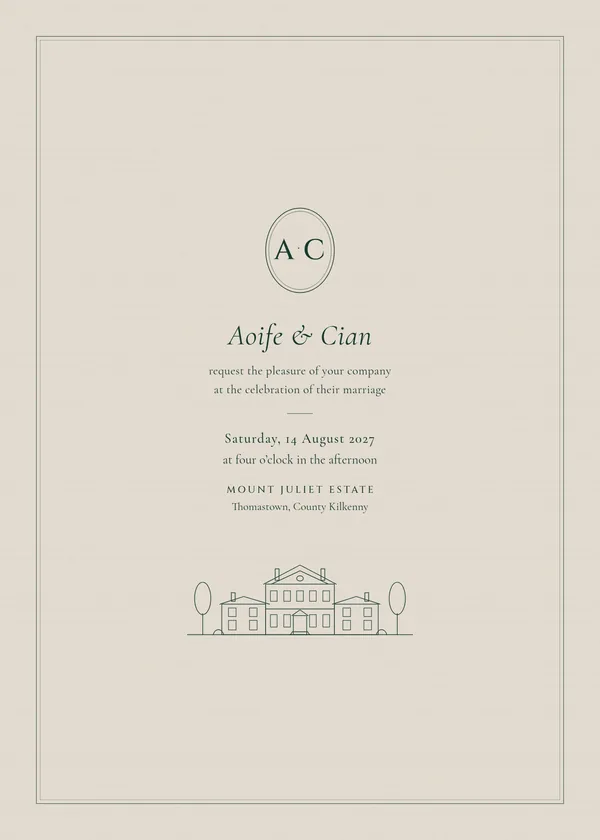 A · C
Aoife & Cian
request the pleasure of your company
at the celebration of their marriage
Saturday, 14 August 2027
at four o’clock in the afternoon
MOUNT JULIET ESTATE
Thomastown, County Kilkenny